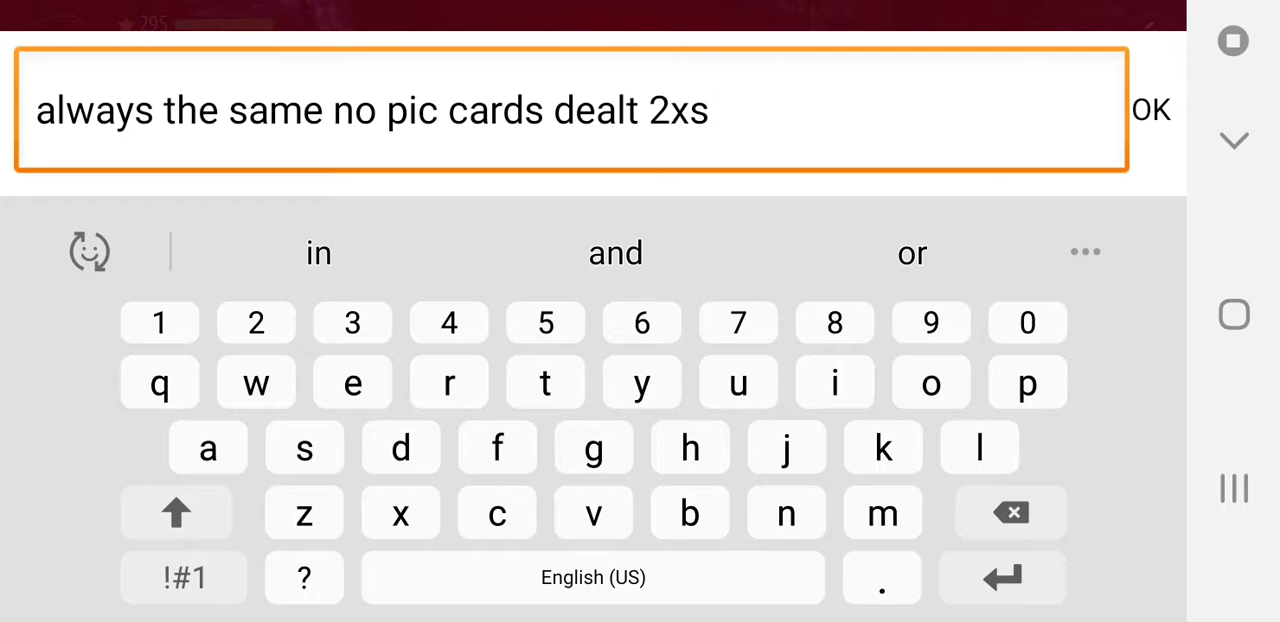 295
always the same no pic cards dealt 2xs
OK
in and or
1 2 3 4 5 6 7 8 9 0
q w e r t y u i o p
a s d f g h j k l
z x c v b n m
!#1 ? English (US) .